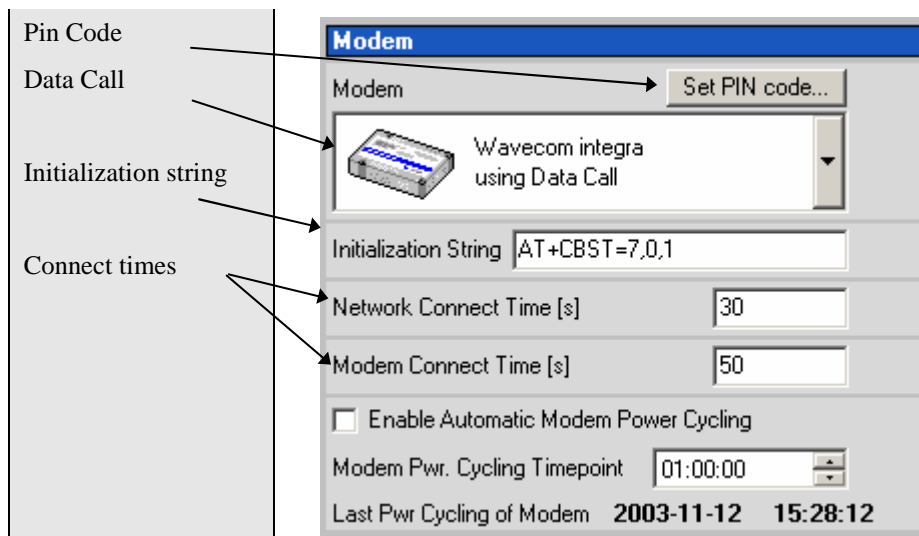 Pin Code
Data Call
Initialization string
Connect times
Modem
Modem
Set PIN code...
Wavecom integra
using Data Call
Initialization String AT+CBST=7,0,1
Network Connect Time [s] 30
Modem Connect Time [s] 50
Enable Automatic Modem Power Cycling
Modem Pwr. Cycling Timepoint 01:00:00
Last Pwr Cycling of Modem 2003-11-12 15:28:12